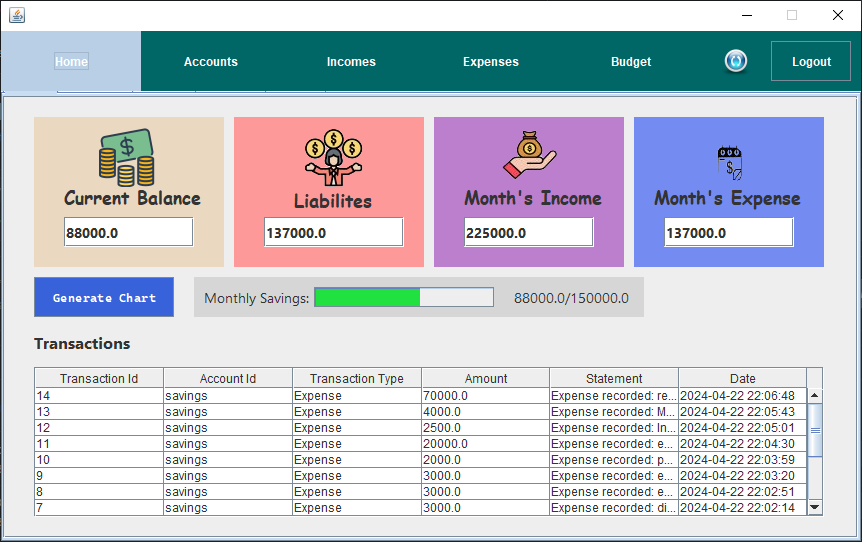 Home Accounts Incomes Expenses Budget Logout
Current Balance Liabilites Month's Income Month's Expense
88000.0 137000.0 225000.0 137000.0
Generate Chart Monthly Savings: 88000.0/150000.0
Transactions
Transaction Id Account Id Transaction Type Amount Statement Date
14 savings Expense 70000.0 Expense recorded: re... 2024-04-22 22:06:48
13 savings Expense 4000.0 Expense recorded: M... 2024-04-22 22:05:43
12 savings Expense 2500.0 Expense recorded: In... 2024-04-22 22:05:01
11 savings Expense 20000.0 Expense recorded: e... 2024-04-22 22:04:30
10 savings Expense 2000.0 Expense recorded: p... 2024-04-22 22:03:59
9 savings Expense 3000.0 Expense recorded: e... 2024-04-22 22:03:20
8 savings Expense 3000.0 Expense recorded: e... 2024-04-22 22:02:51
7 savings Expense 3000.0 Expense recorded: di... 2024-04-22 22:02:14